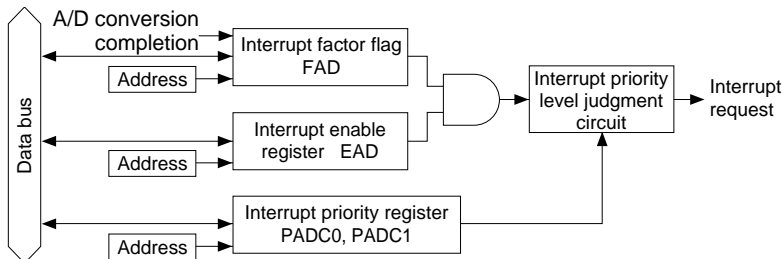 A/D conversion
completion
Interrupt factor flag
FAD
Address
Interrupt priority
level judgment
circuit
Interrupt
request
Data bus
Interrupt enable
register EAD
Address
Interrupt priority register
PADC0, PADC1
Address